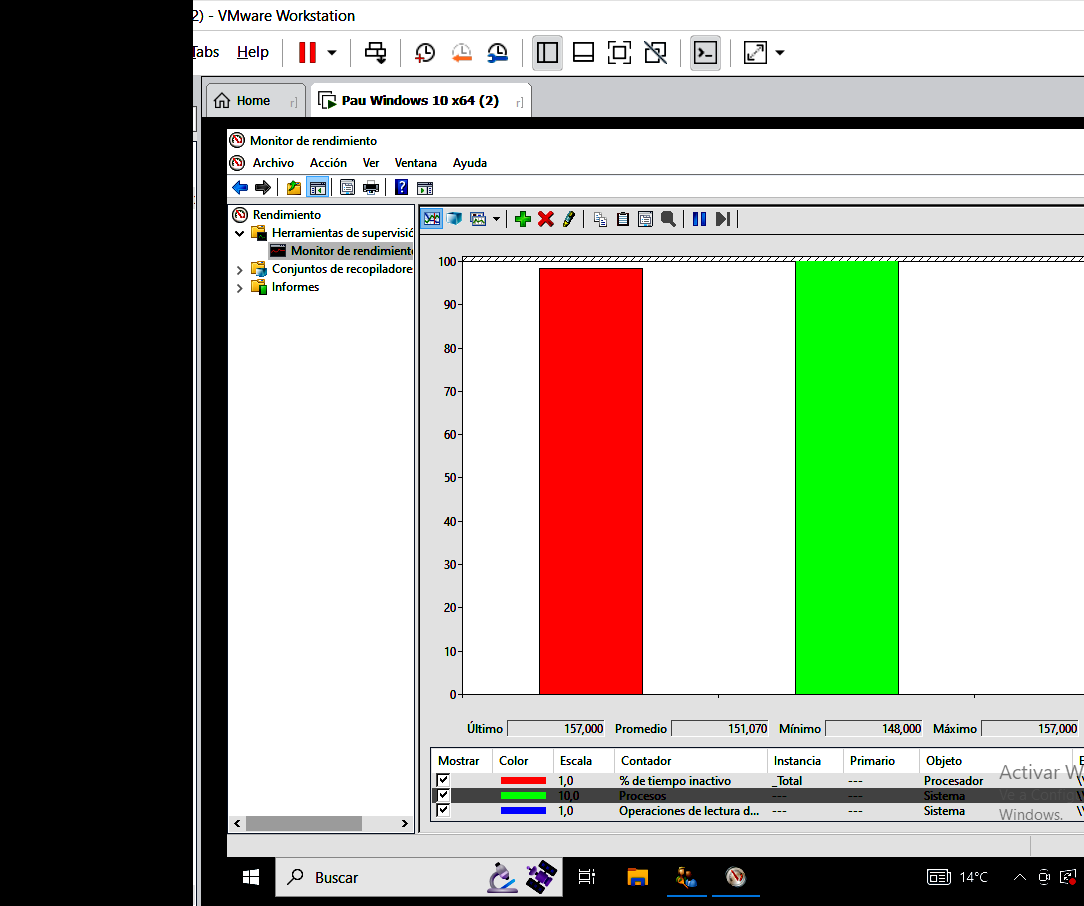 2) - VMware Workstation
Tabs Help
Home
Pau Windows 10 x64 (2)
Monitor de rendimiento
Archivo Acción Ver Ventana Ayuda
Rendimiento
Herramientas de supervisió
Monitor de rendimiento
Conjuntos de recopiladore
Informes
100
90
80
70
60
50
40
30
20
10
0
Último 157,000 Promedio 151,070 Mínimo 148,000 Máximo 157,000
Mostrar Color Escala Contador Instancia Primario Objeto
1,0 % de tiempo inactivo _Total --- Procesador
10,0 Procesos --- --- Sistema
1,0 Operaciones de lectura d... --- --- Sistema
Activar W
Ve a Config
Windows.
Buscar
14°C